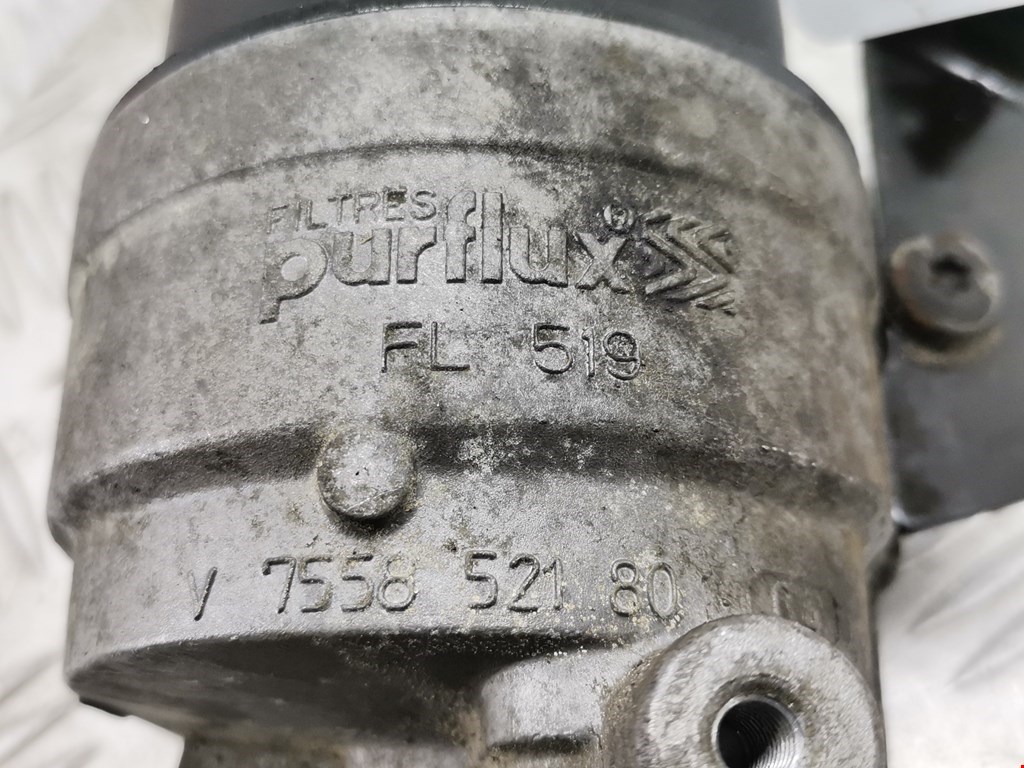 FILTRES
purflux®
FL 519
V 7558 521 80